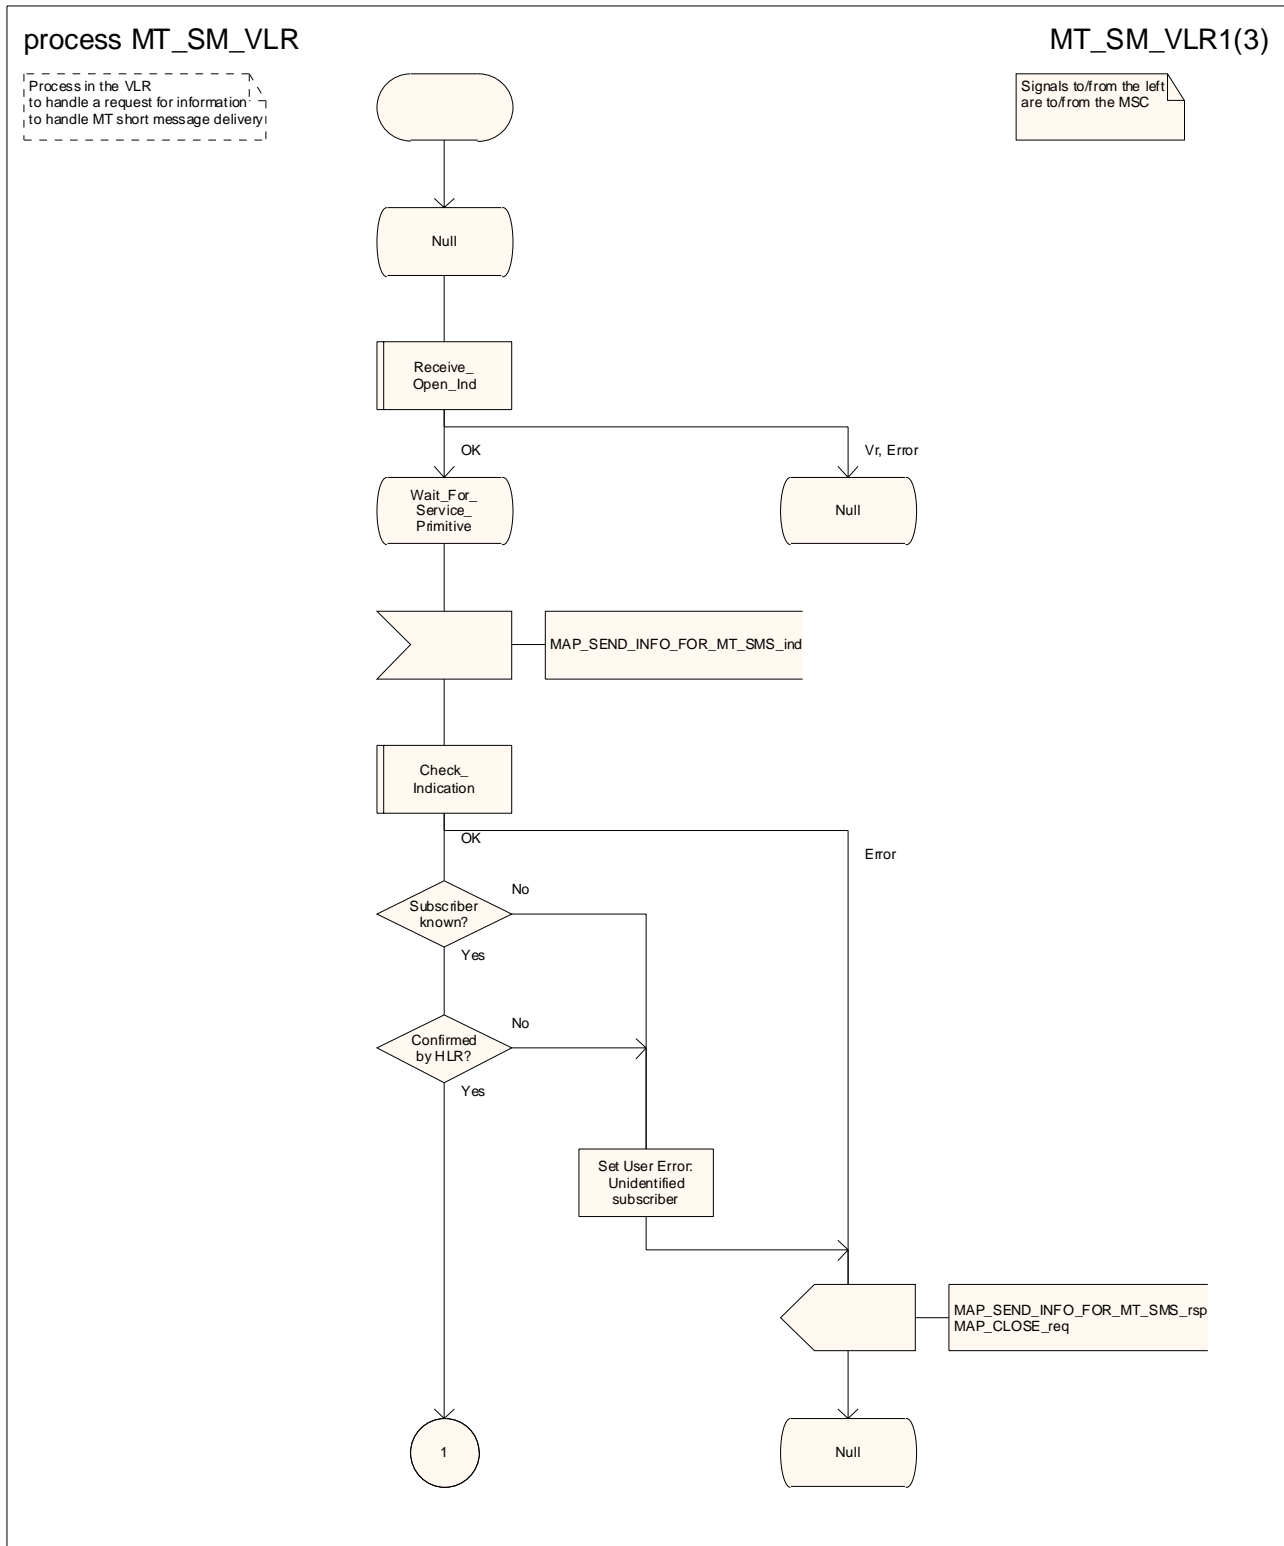 process MT_SM_VLR
MT_SM_VLR1(3)
Process in the VLR
to handle a request for information
to handle MT short message delivery
Signals to/from the left
are to/from the MSC
Null
Receive_
Open_Ind
OK
Vr, Error
Wait_For_
Service_
Primitive
Null
MAP_SEND_INFO_FOR_MT_SMS_ind
Check_
Indication
OK
Error
No
Subscriber
known?
Yes
No
Confirmed
by HLR?
Yes
Set User Error:
Unidentified
subscriber
MAP_SEND_INFO_FOR_MT_SMS_rsp
MAP_CLOSE_req
1
Null